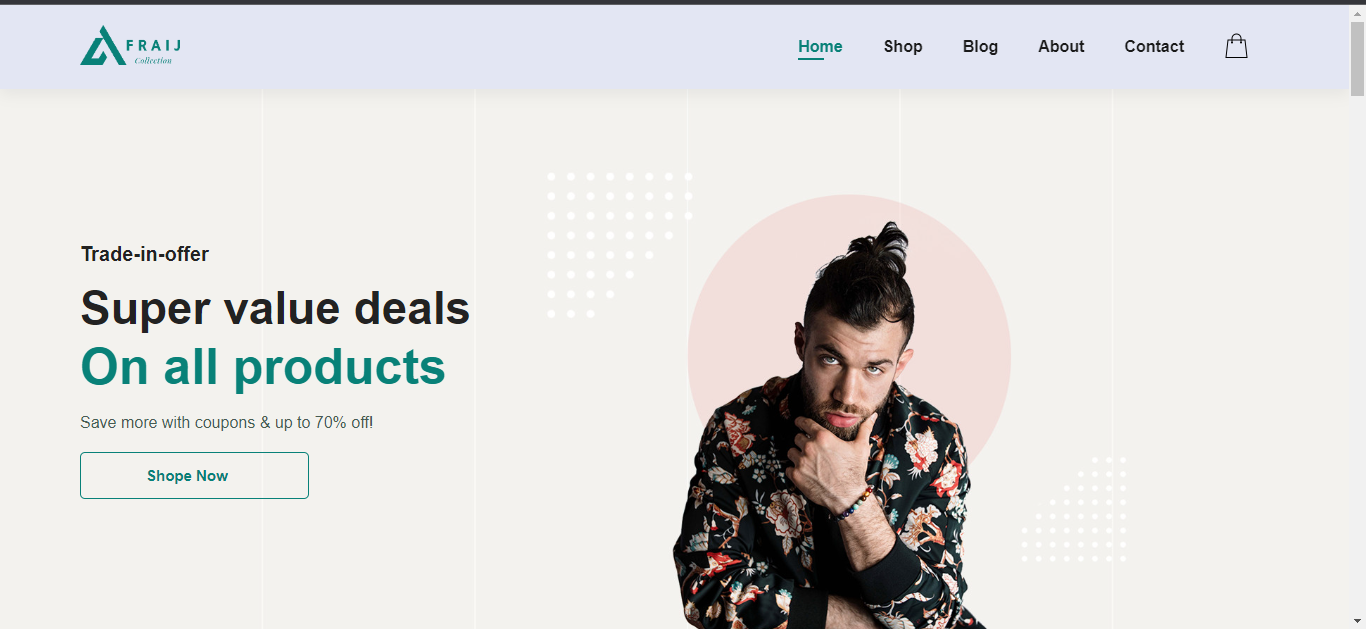 FRAIJ
Collection
Home Shop Blog About Contact
Trade-in-offer
Super value deals
On all products
Save more with coupons & up to 70% off!
Shope Now